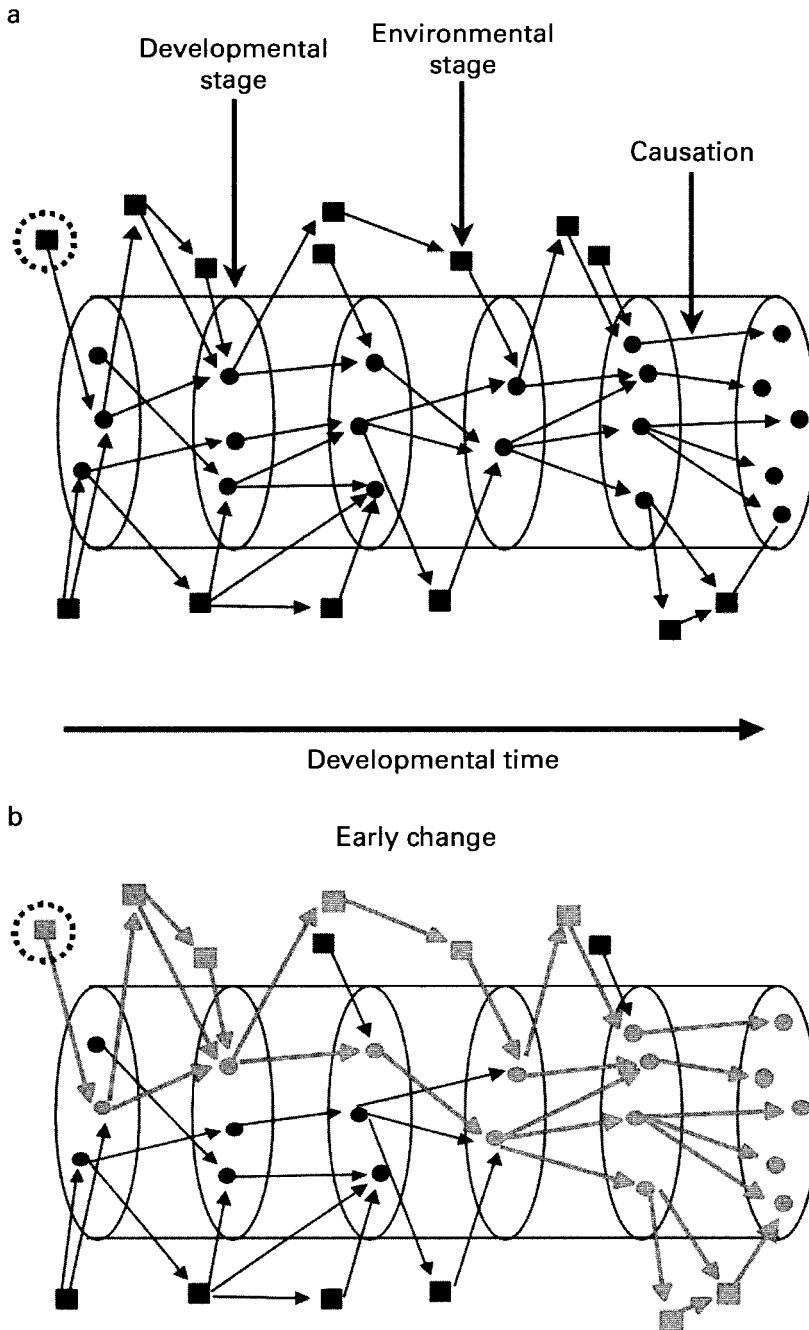 a
Developmental
stage
Environmental
stage
Causation
Developmental time
b
Early change